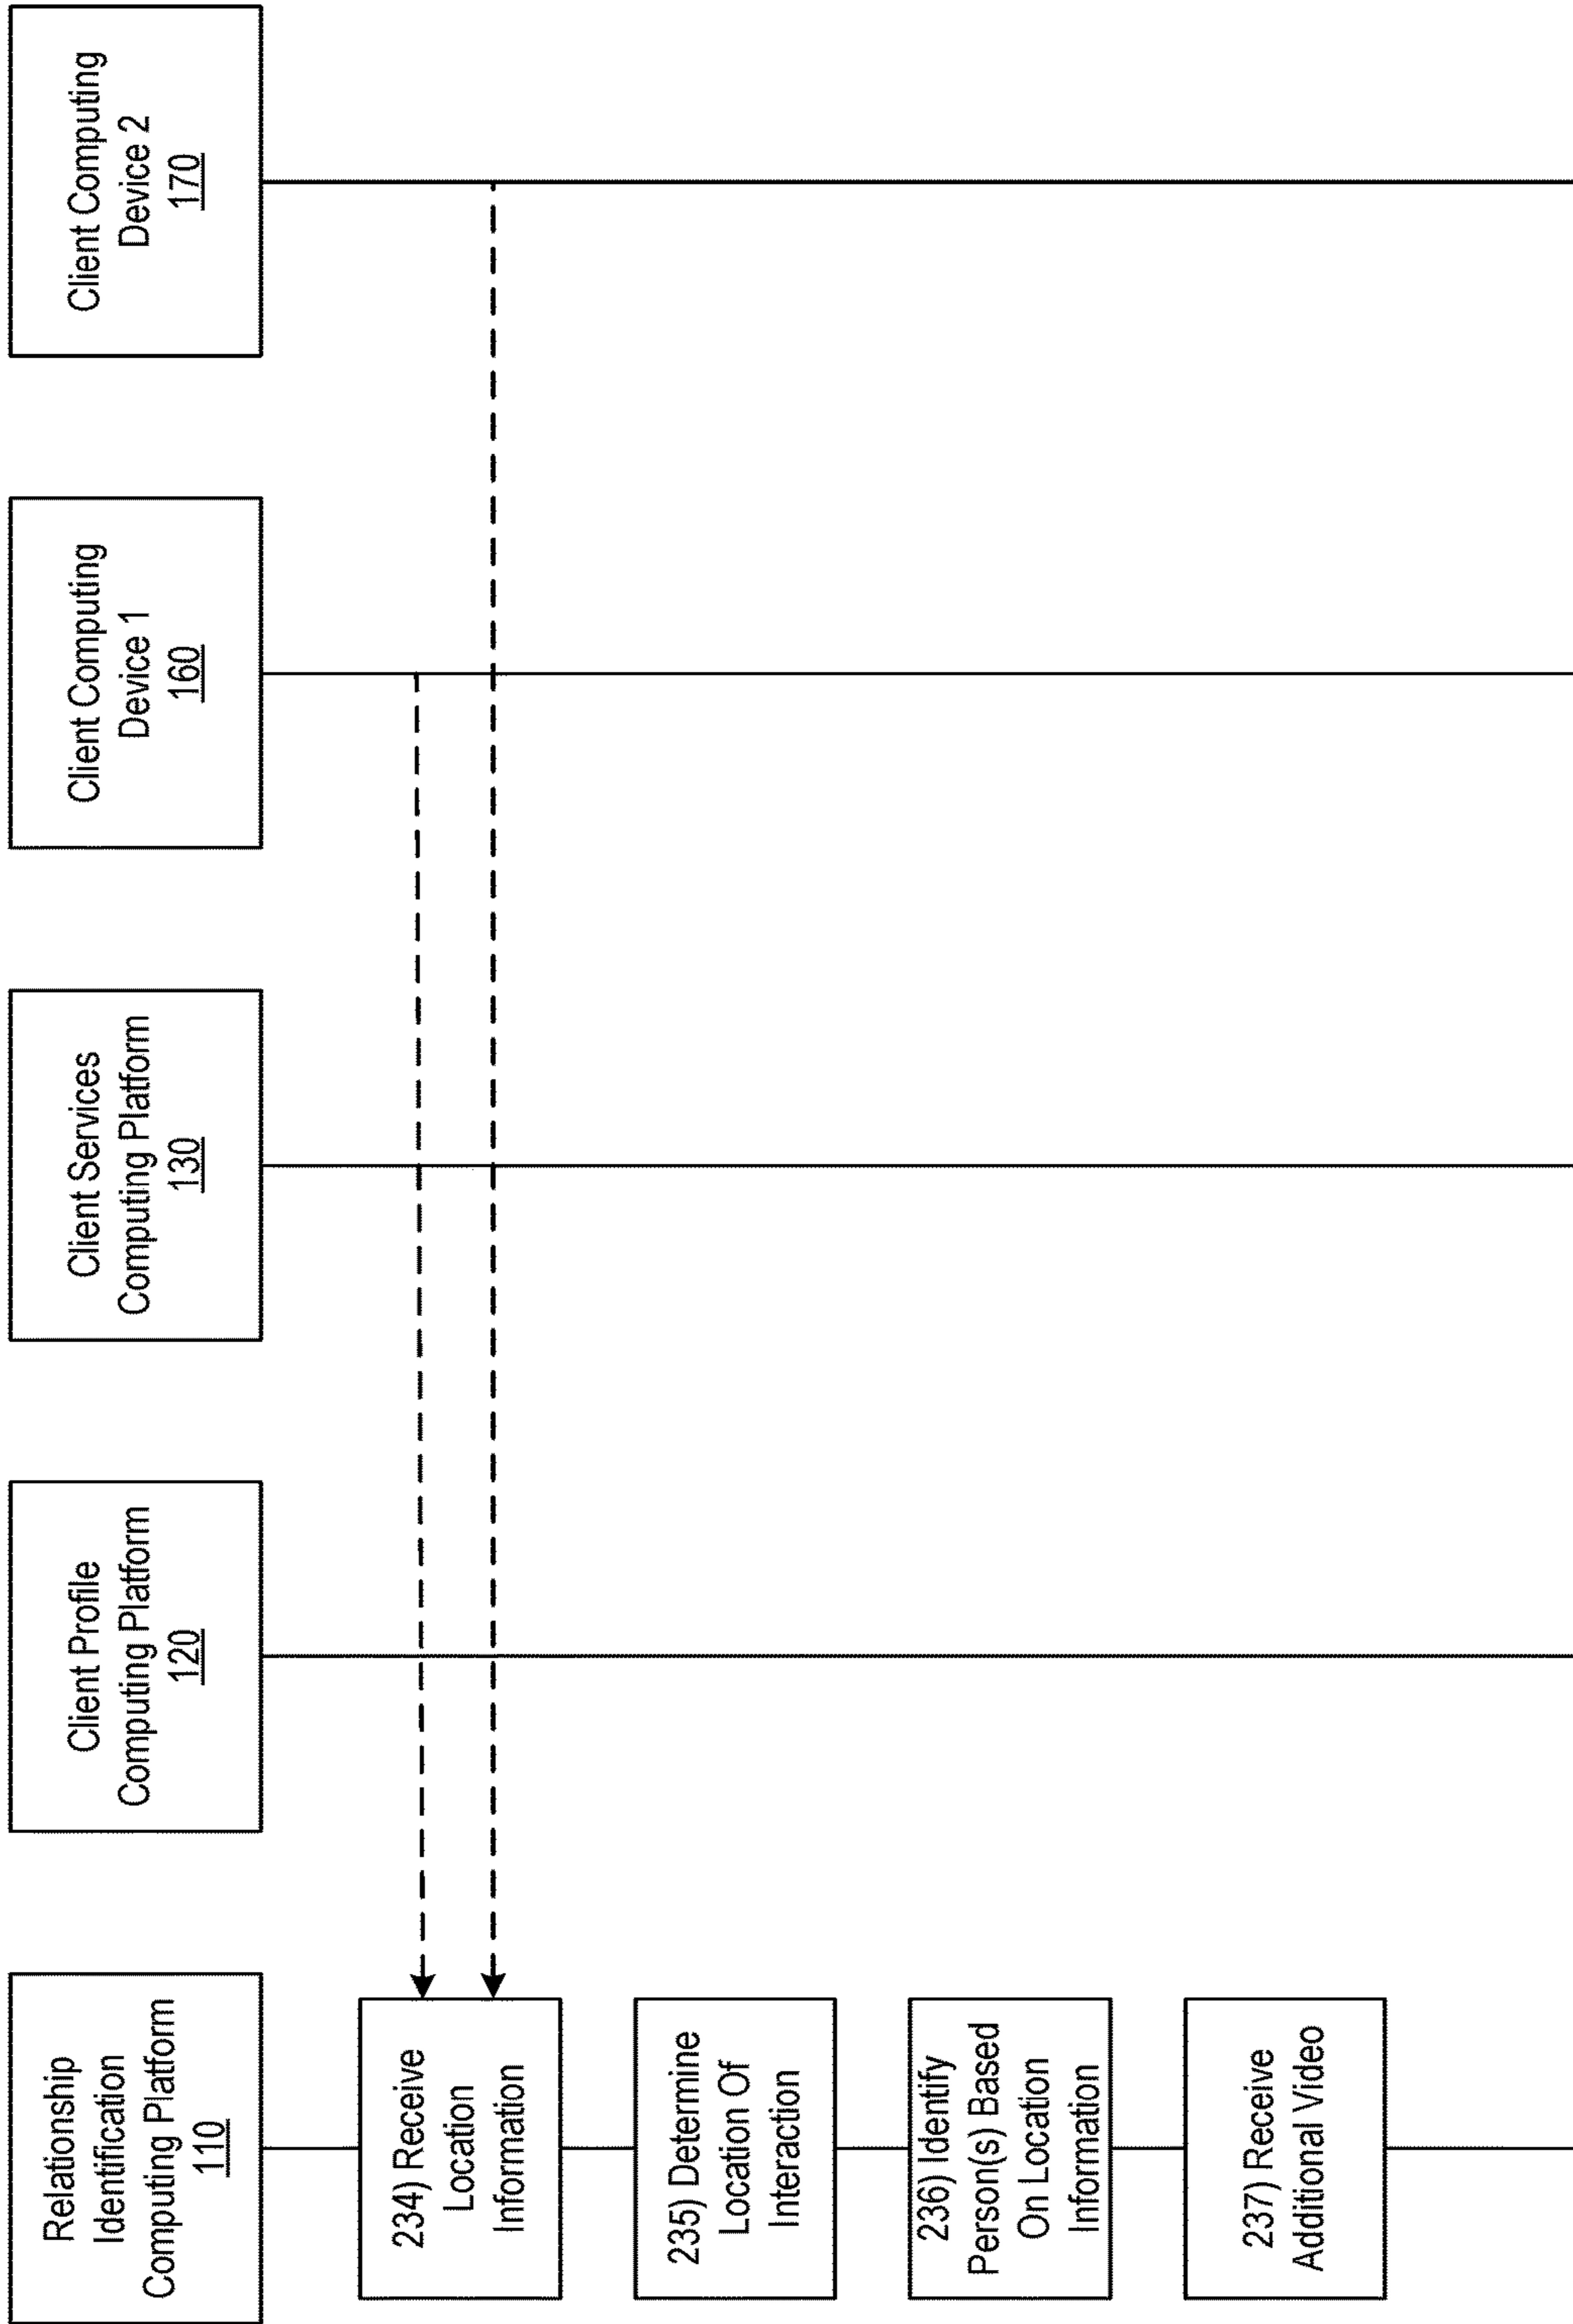 Relationship
Identification
Computing Platform
110
Client Profile
Computing Platform
120
Client Services
Computing Platform
130
Client Computing
Device 1
160
Client Computing
Device 2
170
234) Receive
Location
Information
235) Determine
Location Of
Interaction
236) Identify
Person(s) Based
On Location
Information
237) Receive
Additional Video